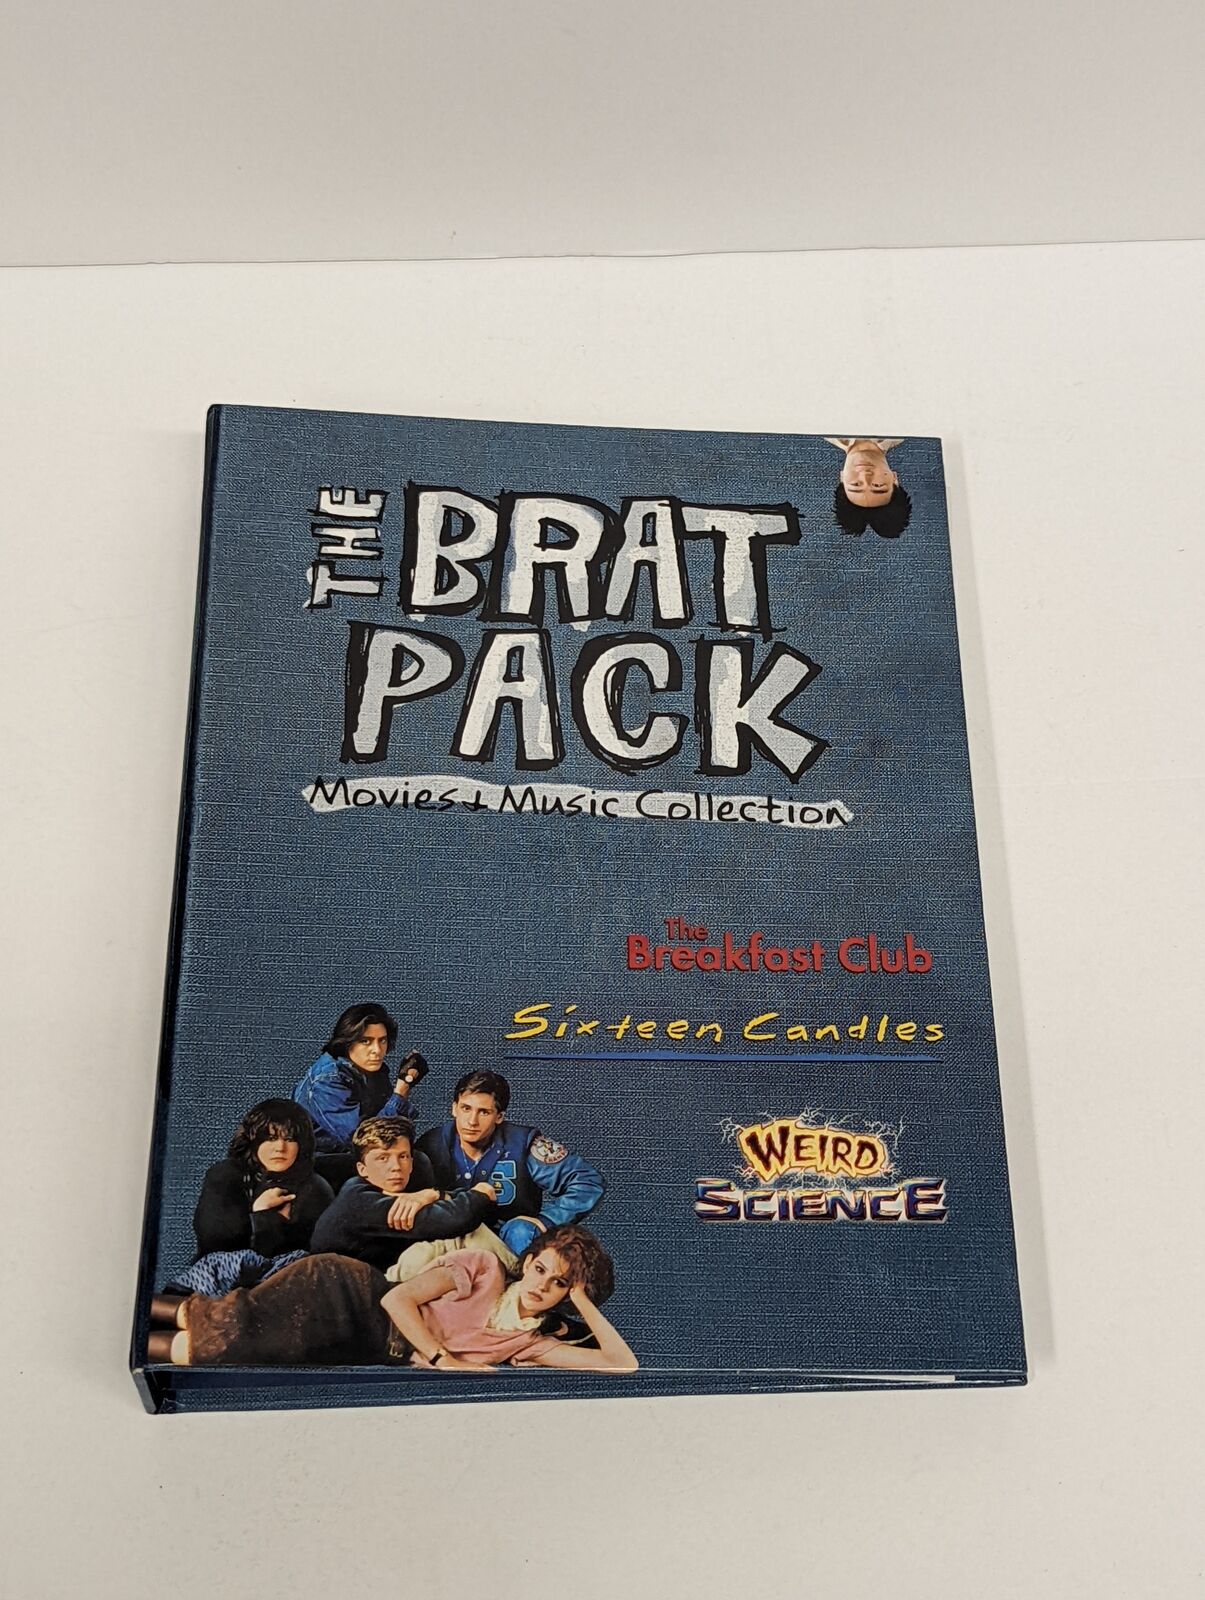 THE BRAT
PACK
Movies + Music Collection
The
Breakfast Club
Sixteen Candles
WEIRD
SCIENCE
S